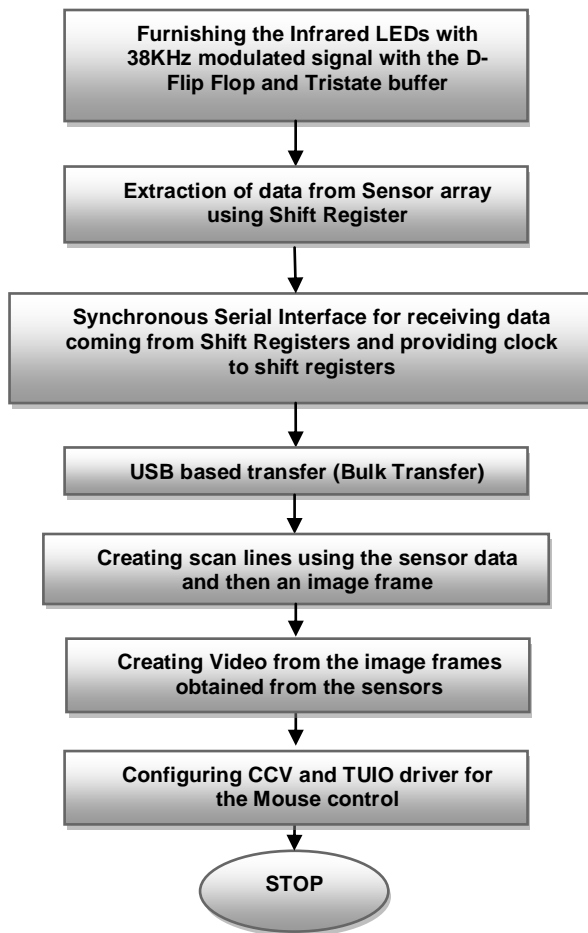 Furnishing the Infrared LEDs with
38KHz modulated signal with the D-
Flip Flop and Tristate buffer
Extraction of data from Sensor array
using Shift Register
Synchronous Serial Interface for receiving data
coming from Shift Registers and providing clock
to shift registers
USB based transfer (Bulk Transfer)
Creating scan lines using the sensor data
and then an image frame
Creating Video from the image frames
obtained from the sensors
Configuring CCV and TUIO driver for
the Mouse control
STOP